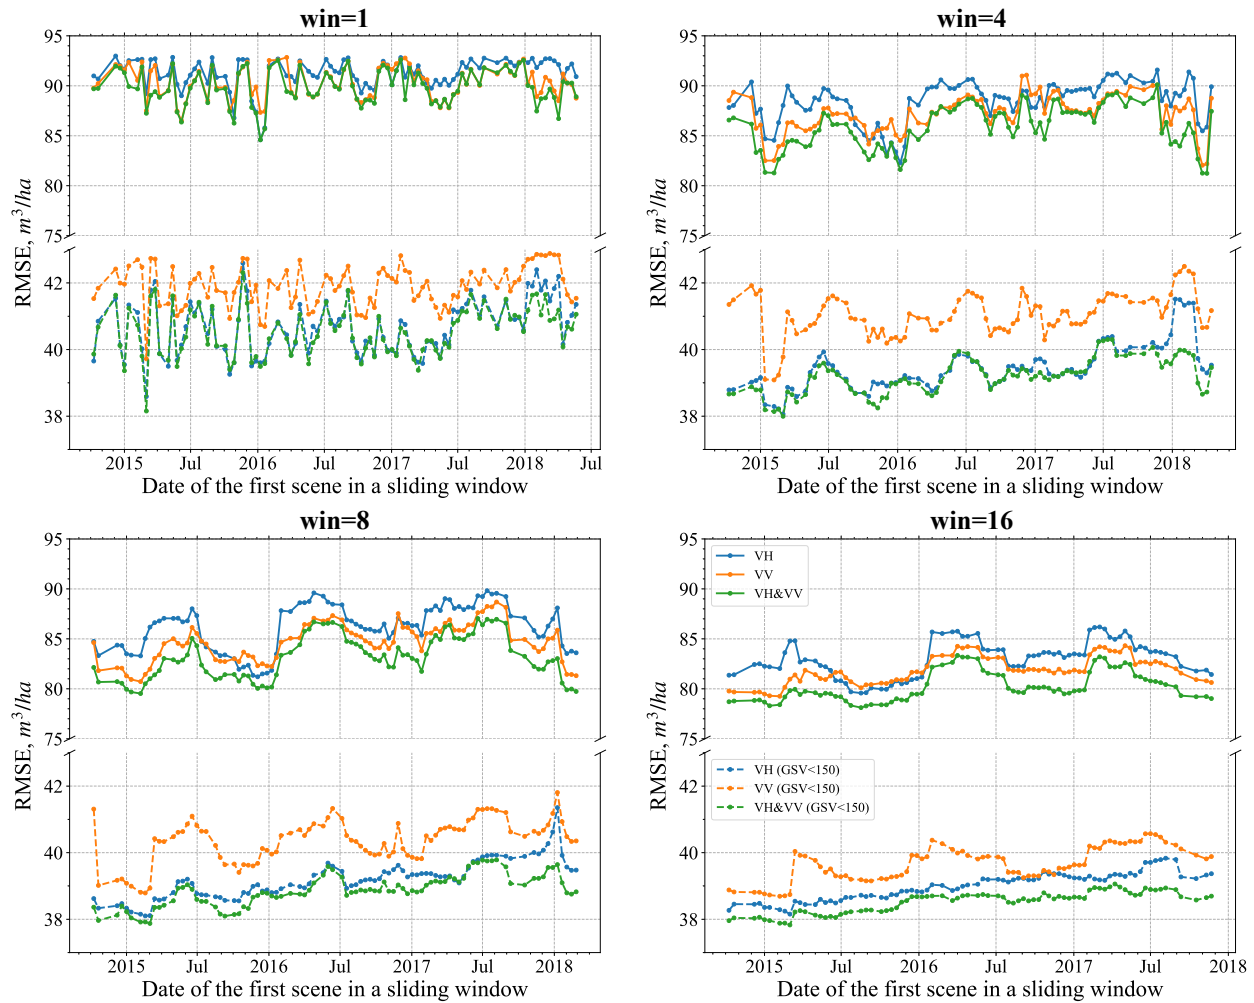 win=1
95
90
85
80
75
42
40
38
RMSE, m³/ha
2015
Jul
2016
Jul
2017
Jul
2018
Jul
Date of the first scene in a sliding window
win=4
95
90
85
80
75
42
40
38
RMSE, m³/ha
2015
Jul
2016
Jul
2017
Jul
2018
Date of the first scene in a sliding window
win=8
95
90
85
80
75
42
40
38
RMSE, m³/ha
2015
Jul
2016
Jul
2017
Jul
2018
Date of the first scene in a sliding window
win=16
95
90
85
80
75
42
40
38
RMSE, m³/ha
VH
VV
VH&VV
VH (GSV<150)
VV (GSV<150)
VH&VV (GSV<150)
2015
Jul
2016
Jul
2017
Jul
2018
Date of the first scene in a sliding window